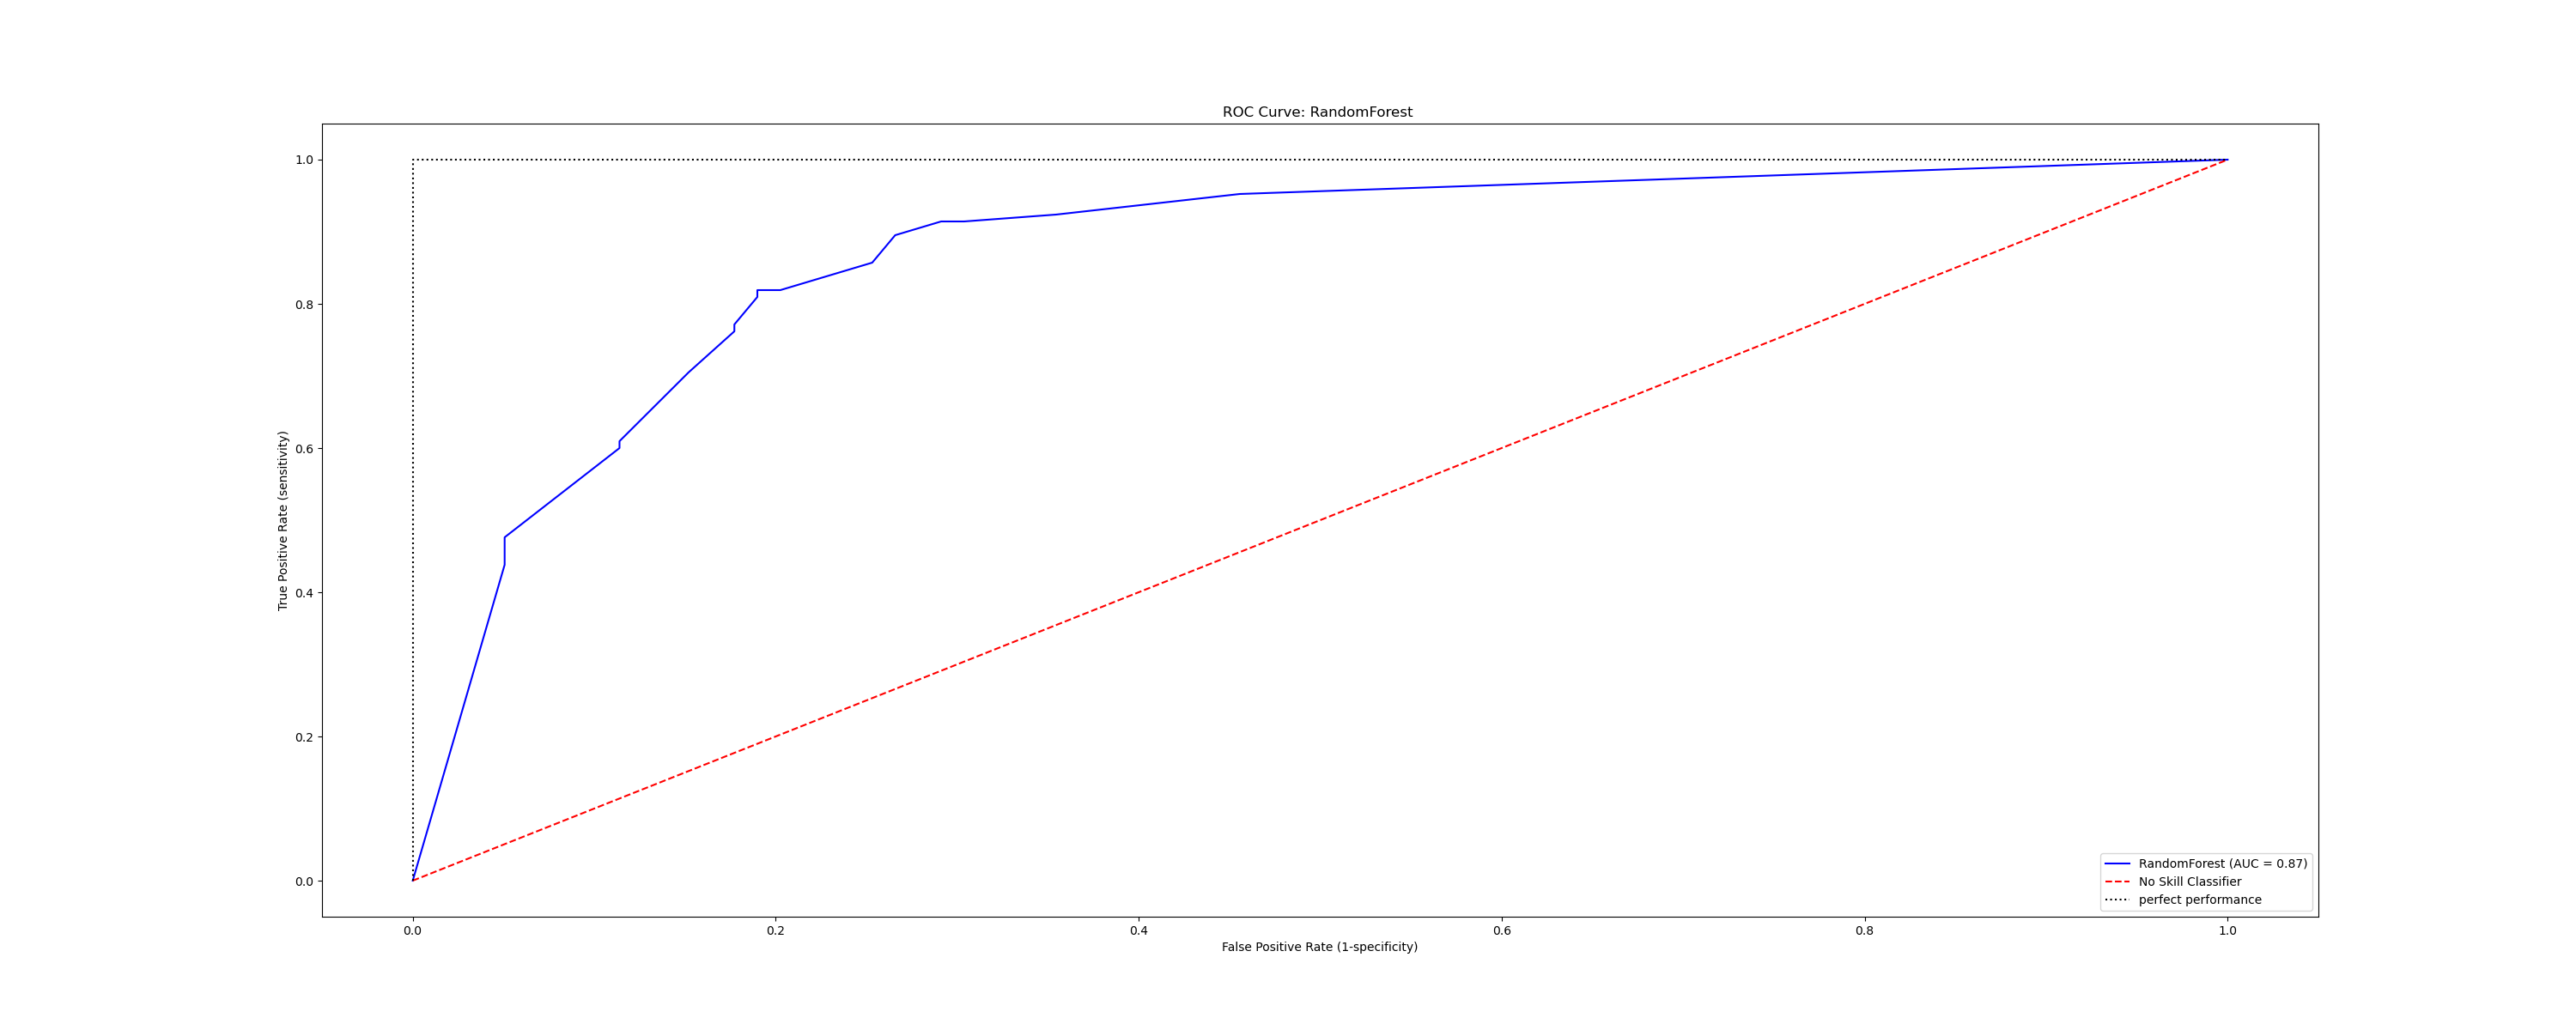 ROC Curve: RandomForest
1.0
0.8
0.6
0.4
0.2
0.0
True Positive Rate (sensitivity)
0.0 0.2 0.4 0.6 0.8 1.0
False Positive Rate (1-specificity)
RandomForest (AUC = 0.87)
No Skill Classifier
perfect performance